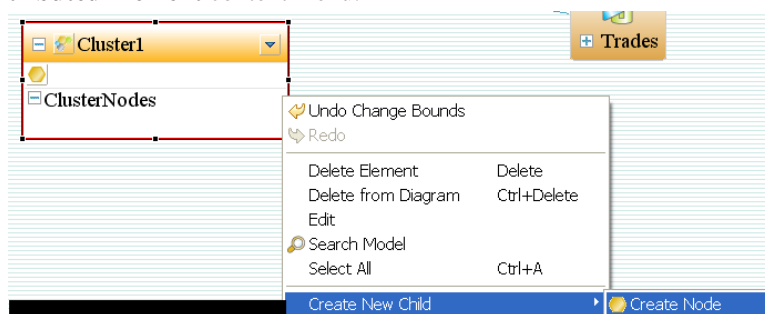 Cluster1
Trades
ClusterNodes
Undo Change Bounds
Redo
Delete Element Delete
Delete from Diagram Ctrl+Delete
Edit
Search Model
Select All Ctrl+A
Create New Child Create Node